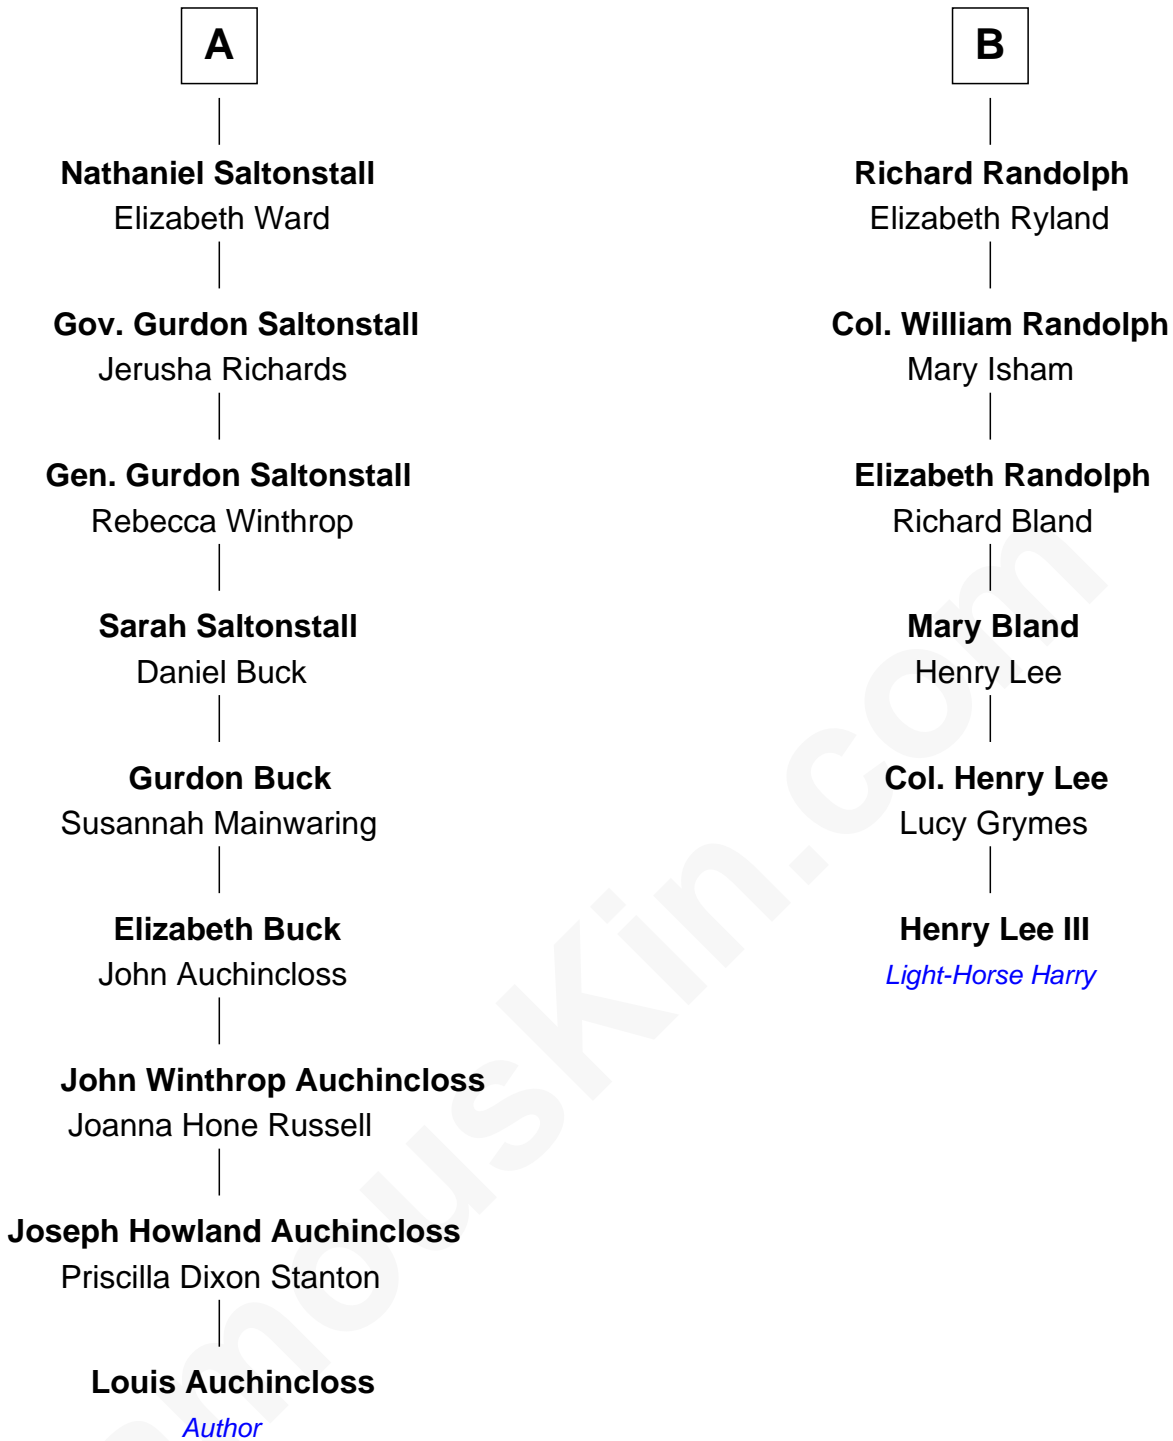 A
Nathaniel Saltonstall
Elizabeth Ward
Gov. Gurdon Saltonstall
Jerusha Richards
Gen. Gurdon Saltonstall
Rebecca Winthrop
Sarah Saltonstall
Daniel Buck
Gurdon Buck
Susannah Mainwaring
Elizabeth Buck
John Auchincloss
John Winthrop Auchincloss
Joanna Hone Russell
Joseph Howland Auchincloss
Priscilla Dixon Stanton
Louis Auchincloss
Author
B
Richard Randolph
Elizabeth Ryland
Col. William Randolph
Mary Isham
Elizabeth Randolph
Richard Bland
Mary Bland
Henry Lee
Col. Henry Lee
Lucy Grymes
Henry Lee III
Light-Horse Harry
amouskin.com